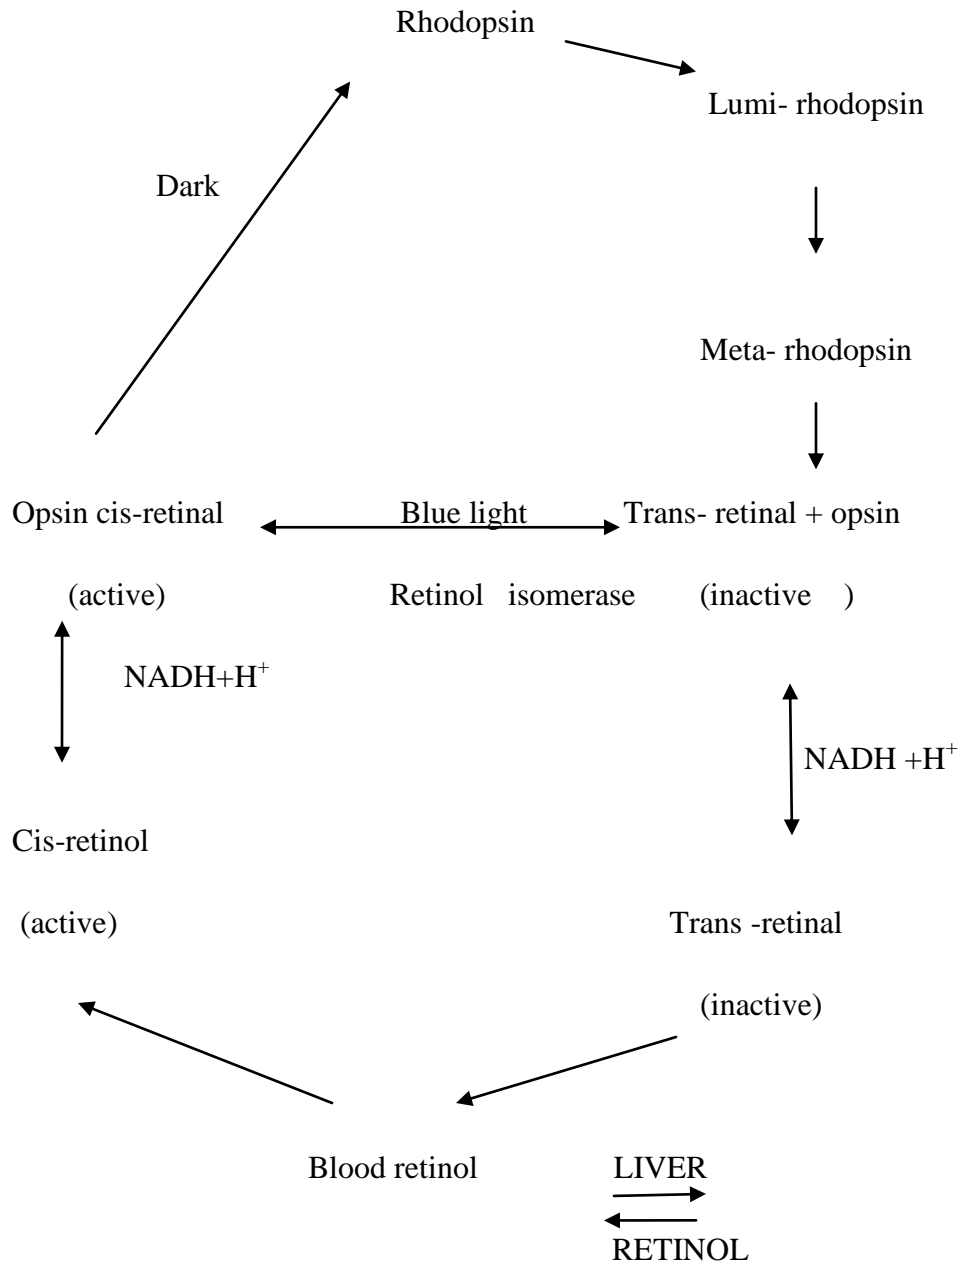 Rhodopsin
Lumi- rhodopsin
Dark
Meta- rhodopsin
Opsin cis-retinal Blue light Trans- retinal + opsin
(active) Retinol isomerase (inactive )
NADH+H⁺
NADH +H⁺
Cis-retinol
(active) Trans -retinal
(inactive)
Blood retinol LIVER
RETINOL